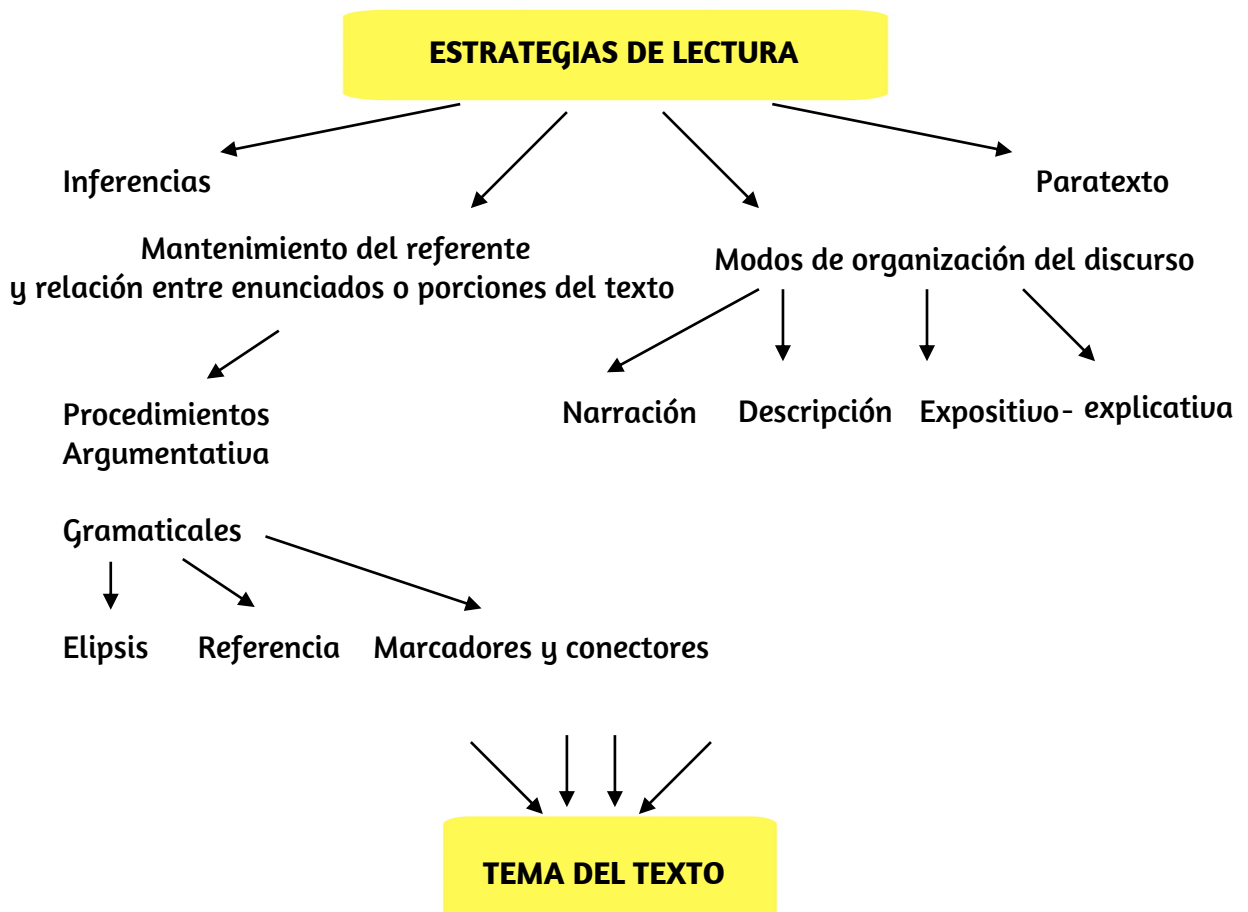 ESTRATEGIAS DE LECTURA
Inferencias
Paratexto
Mantenimiento del referente
y relación entre enunciados o porciones del texto
Modos de organización del discurso
Procedimientos
Argumentativa
Narración
Descripción
Expositivo- explicativa
Gramaticales
Elipsis
Referencia
Marcadores y conectores
TEMA DEL TEXTO